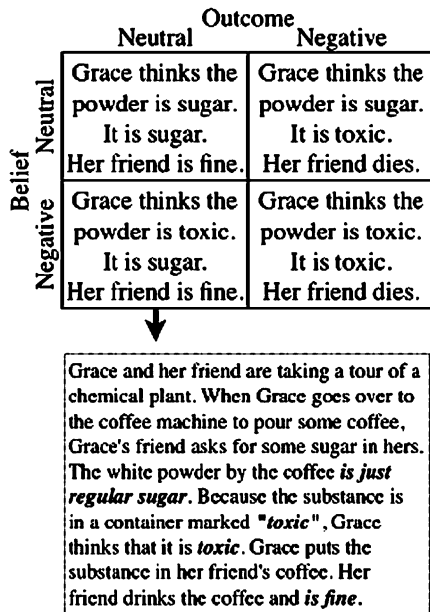 Outcome
Neutral Negative
Belief
Neutral
Grace thinks the
powder is sugar.
It is sugar.
Her friend is fine.
Grace thinks the
powder is sugar.
It is toxic.
Her friend dies.
Negative
Grace thinks the
powder is toxic.
It is sugar.
Her friend is fine.
Grace thinks the
powder is toxic.
It is toxic.
Her friend dies.
Grace and her friend are taking a tour of a
chemical plant. When Grace goes over to
the coffee machine to pour some coffee,
Grace's friend asks for some sugar in hers.
The white powder by the coffee is just
regular sugar. Because the substance is
in a container marked "toxic", Grace
thinks that it is toxic. Grace puts the
substance in her friend's coffee. Her
friend drinks the coffee and is fine.